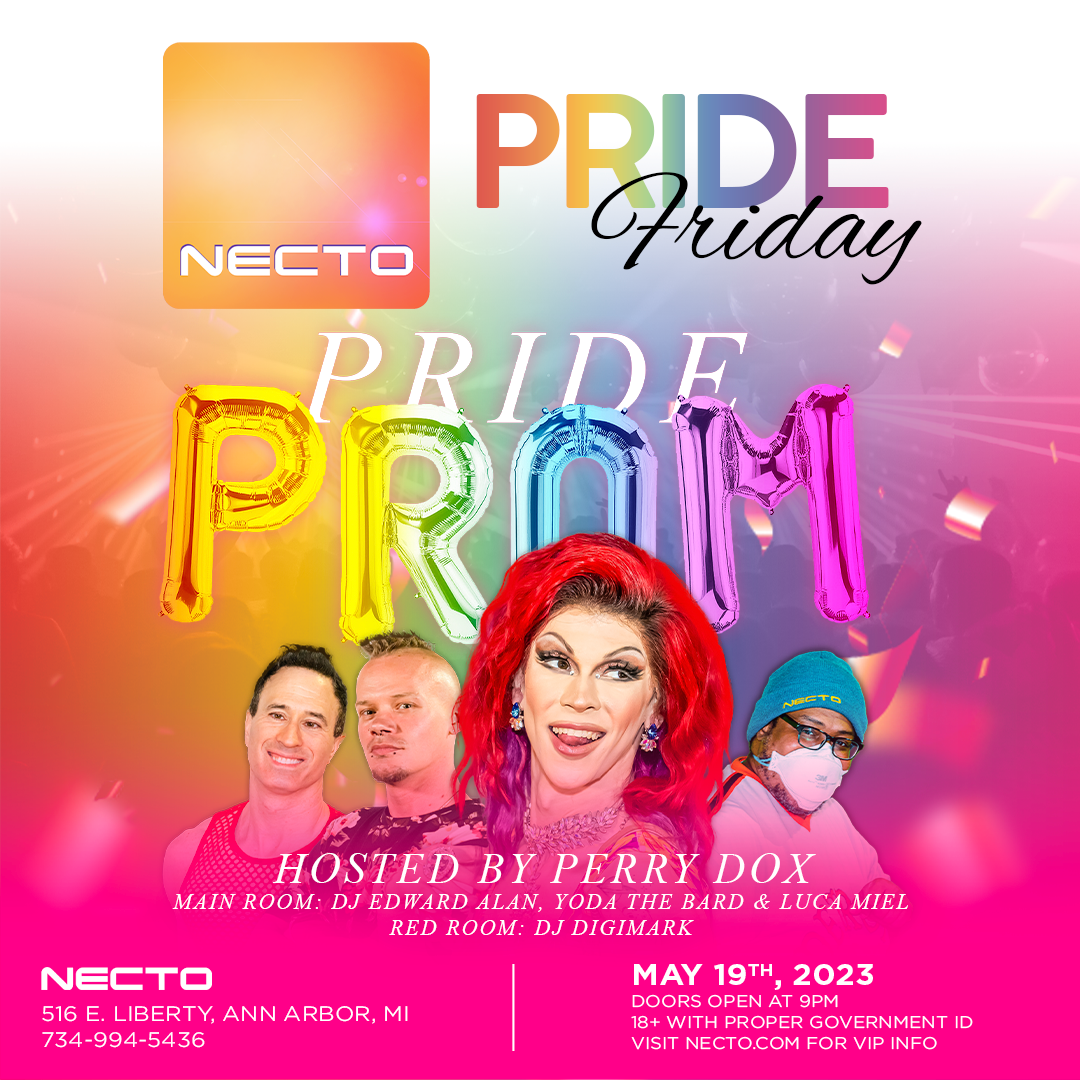 NECTO
PRIDE
Friday
PRIDE
PROM
NECTO
HOSTED BY PERRY DOX
MAIN ROOM: DJ EDWARD ALAN, YODA THE BARD & LUCA MIEL
RED ROOM: DJ DIGIMARK
NECTO
516 E. LIBERTY, ANN ARBOR, MI
734-994-5436
MAY 19TH, 2023
DOORS OPEN AT 9PM
18+ WITH PROPER GOVERNMENT ID
VISIT NECTO.COM FOR VIP INFO